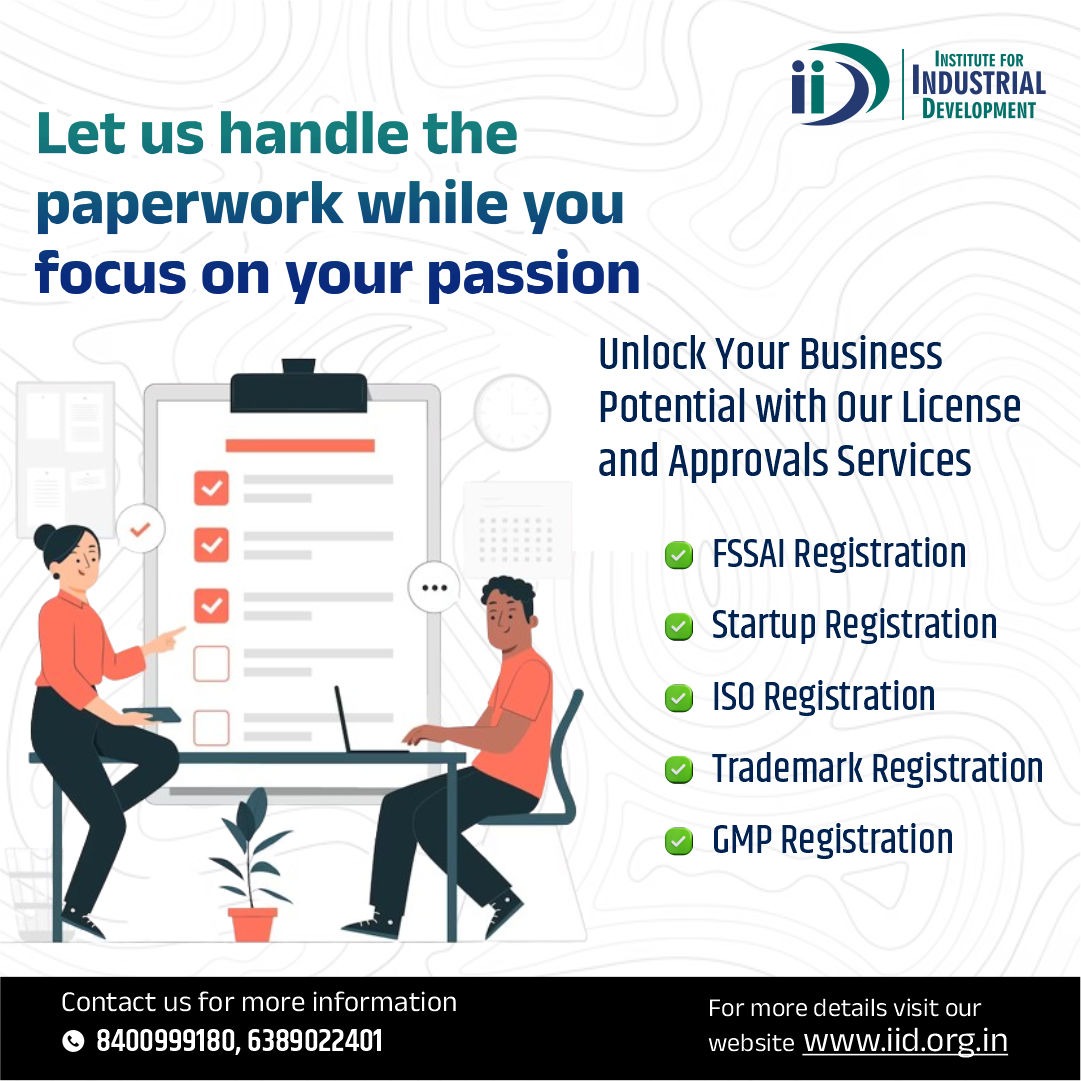 INSTITUTE FOR
INDUSTRIAL
DEVELOPMENT
Let us handle the
paperwork while you
focus on your passion
Unlock Your Business
Potential with Our License
and Approvals Services
FSSAI Registration
Startup Registration
ISO Registration
Trademark Registration
GMP Registration
Contact us for more information
8400999180, 6389022401
For more details visit our
website www.iid.org.in